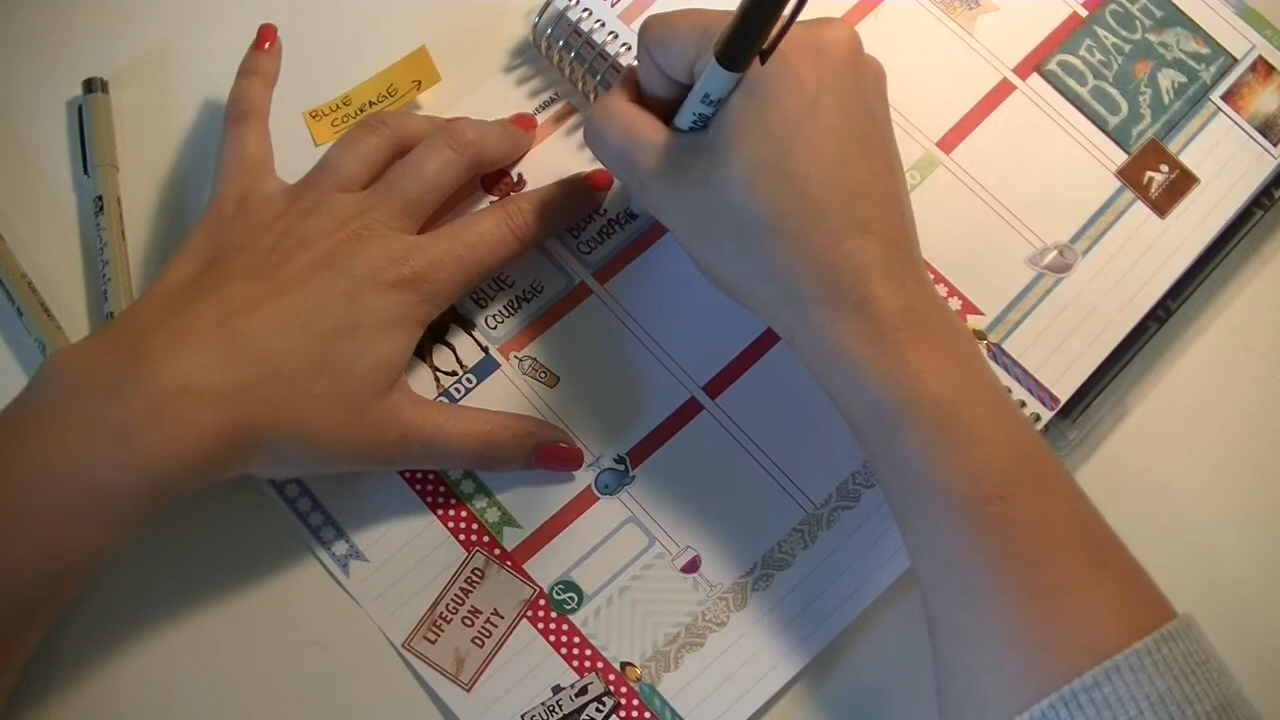 BLUE
COURAGE
BLUE
COURAGE
BLUE
COURAGE
DO
LIFEGUARD
ON
DUTY
SURF
BEACH